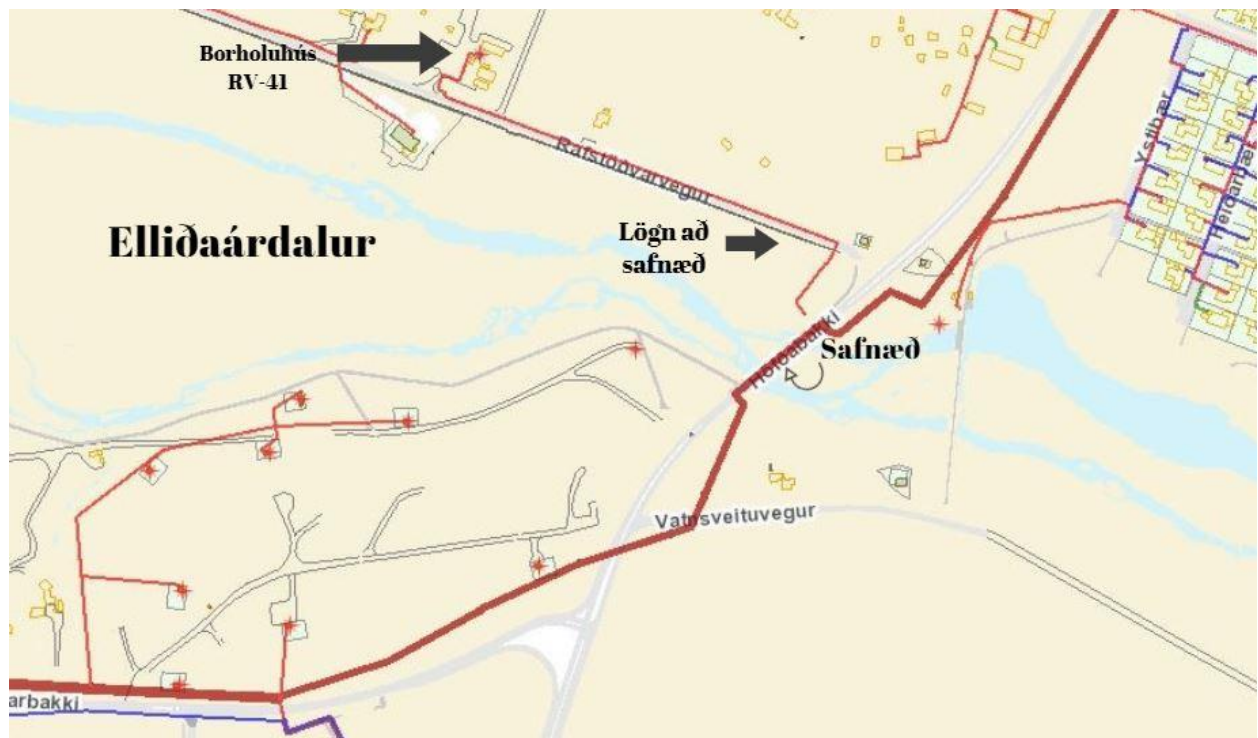 Borholuhús
RV-41
Rafstöðvarvegur
Elliðaárdalur
Lögn að
safnæð
Höfðabakki
Safnæð
Vatnsveituvegur
arbakki